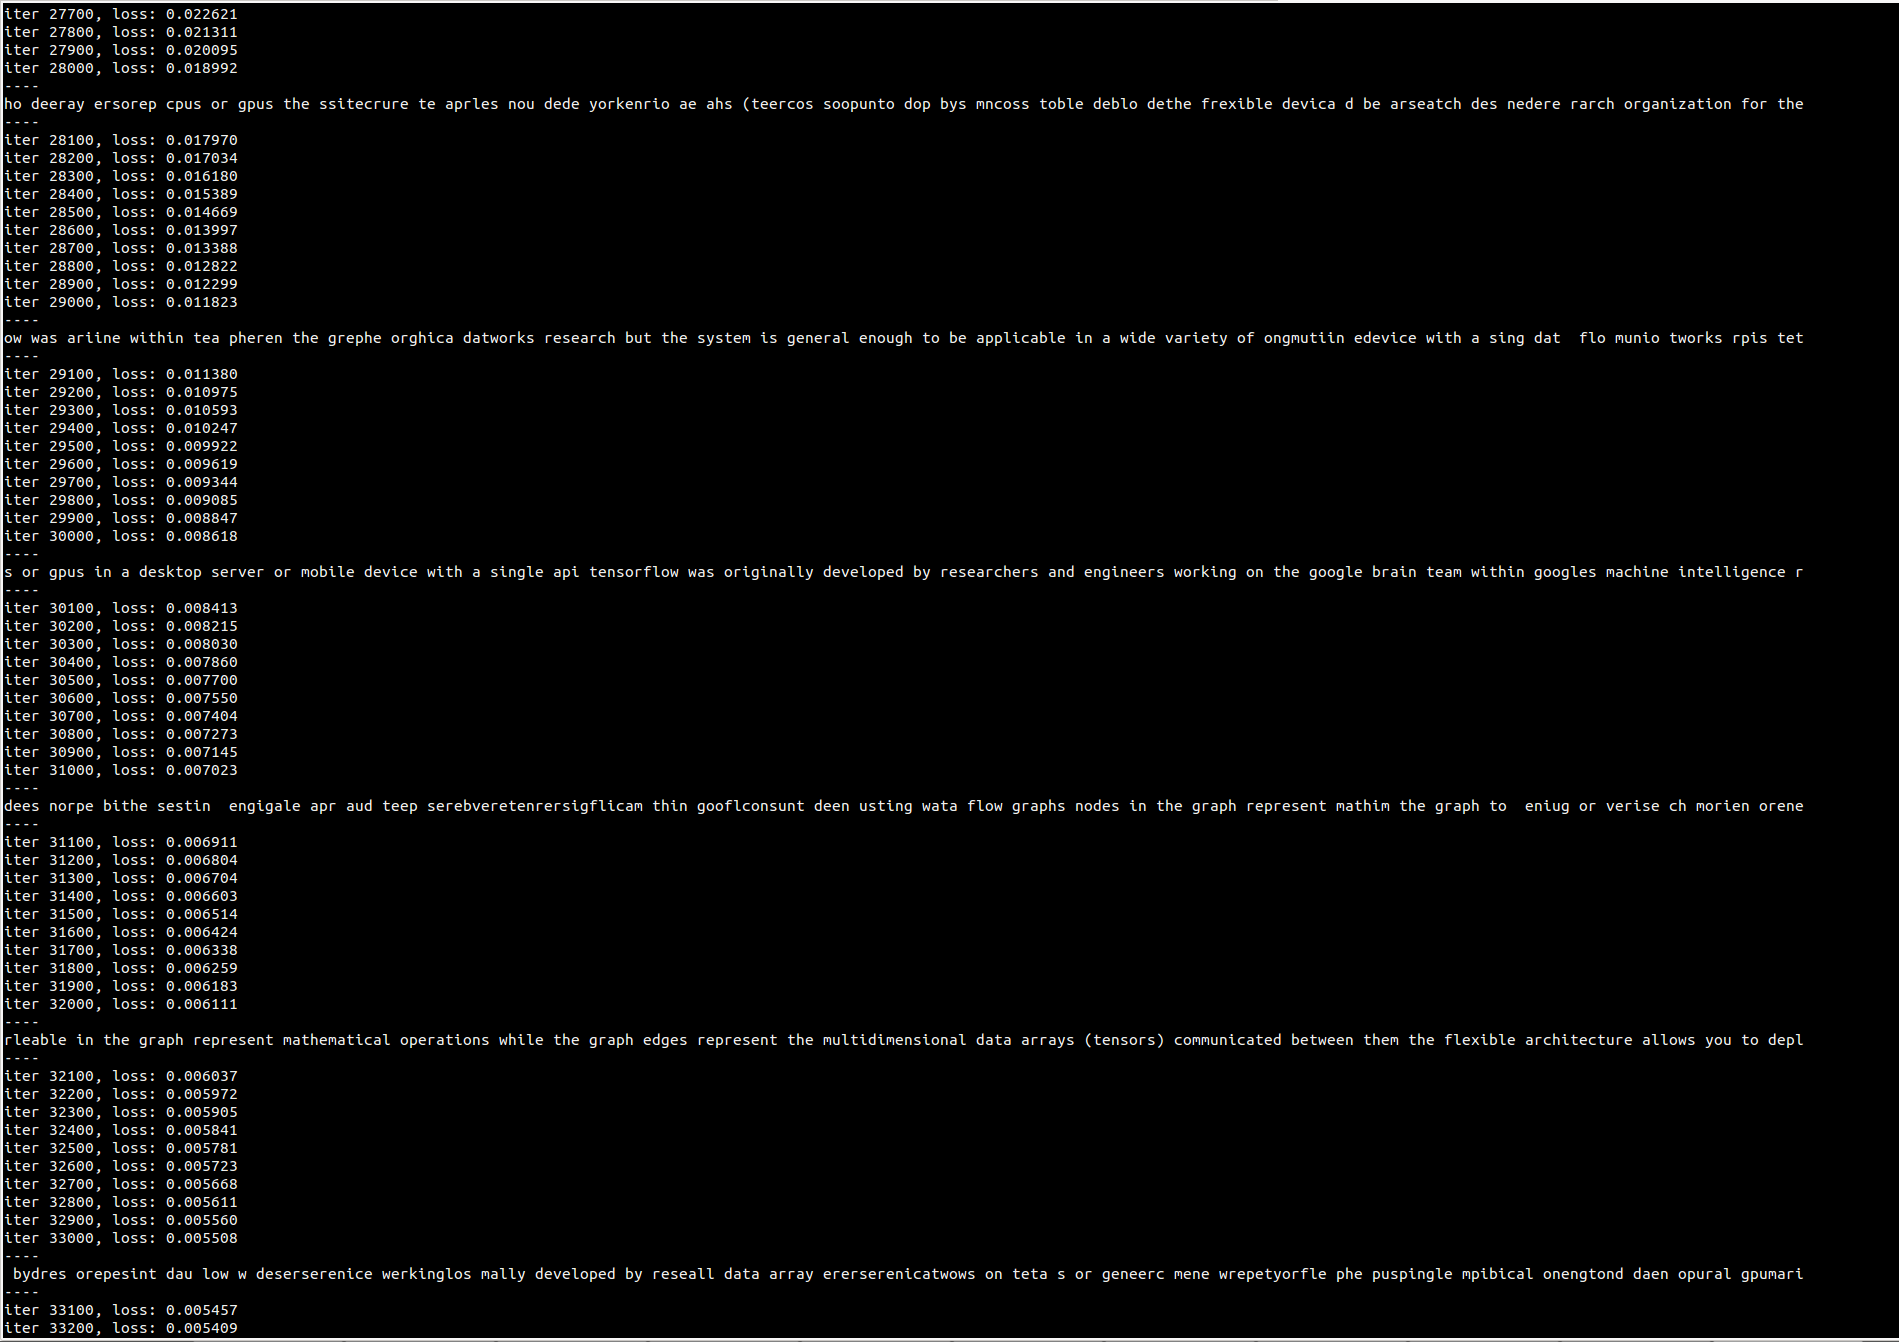 iter 27700, loss: 0.022621
iter 27800, loss: 0.021311
iter 27900, loss: 0.020095
iter 28000, loss: 0.018992
----
ho deeray ersorep cpus or gpus the ssitecrure te aprles nou dede yorkenrio ae ahs (teercos soopunto dop bys mncoss toble deblo dethe frexible devica d be arseatch des nedere rarch organization for the
----
iter 28100, loss: 0.017970
iter 28200, loss: 0.017034
iter 28300, loss: 0.016180
iter 28400, loss: 0.015389
iter 28500, loss: 0.014669
iter 28600, loss: 0.013997
iter 28700, loss: 0.013388
iter 28800, loss: 0.012822
iter 28900, loss: 0.012299
iter 29000, loss: 0.011823
----
ow was ariine within tea pheren the grephe orghica datworks research but the system is general enough to be applicable in a wide variety of ongmutiin edevice with a sing dat  flo munio tworks rpis tet
----
iter 29100, loss: 0.011380
iter 29200, loss: 0.010975
iter 29300, loss: 0.010593
iter 29400, loss: 0.010247
iter 29500, loss: 0.009922
iter 29600, loss: 0.009619
iter 29700, loss: 0.009344
iter 29800, loss: 0.009085
iter 29900, loss: 0.008847
iter 30000, loss: 0.008618
----
s or gpus in a desktop server or mobile device with a single api tensorflow was originally developed by researchers and engineers working on the google brain team within googles machine intelligence r
----
iter 30100, loss: 0.008413
iter 30200, loss: 0.008215
iter 30300, loss: 0.008030
iter 30400, loss: 0.007860
iter 30500, loss: 0.007700
iter 30600, loss: 0.007550
iter 30700, loss: 0.007404
iter 30800, loss: 0.007273
iter 30900, loss: 0.007145
iter 31000, loss: 0.007023
----
dees norpe bithe sestin  engigale apr aud teep serebveretenrersigflicam thin gooflconsunt deen usting wata flow graphs nodes in the graph represent mathim the graph to  eniug or verise ch morien orene
----
iter 31100, loss: 0.006911
iter 31200, loss: 0.006804
iter 31300, loss: 0.006704
iter 31400, loss: 0.006603
iter 31500, loss: 0.006514
iter 31600, loss: 0.006424
iter 31700, loss: 0.006338
iter 31800, loss: 0.006259
iter 31900, loss: 0.006183
iter 32000, loss: 0.006111
----
rleable in the graph represent mathematical operations while the graph edges represent the multidimensional data arrays (tensors) communicated between them the flexible architecture allows you to depl
----
iter 32100, loss: 0.006037
iter 32200, loss: 0.005972
iter 32300, loss: 0.005905
iter 32400, loss: 0.005841
iter 32500, loss: 0.005781
iter 32600, loss: 0.005723
iter 32700, loss: 0.005668
iter 32800, loss: 0.005611
iter 32900, loss: 0.005560
iter 33000, loss: 0.005508
----
 bydres orepesint dau low w deserserenice werkinglos mally developed by reseall data array ererserenicatwows on teta s or geneerc mene wrepetyorfle phe puspingle mpibical onengtond daen opural gpumari
----
iter 33100, loss: 0.005457
iter 33200, loss: 0.005409